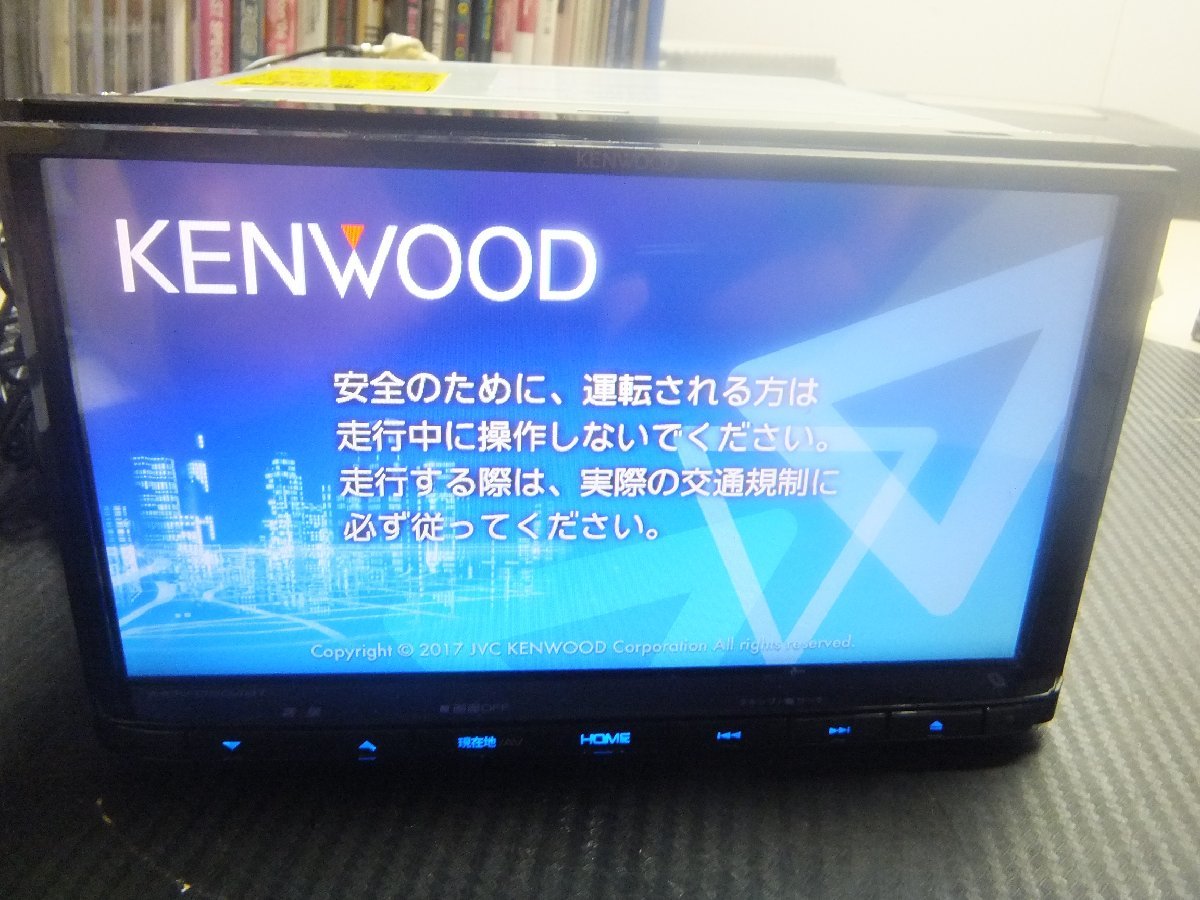 KENWOOD
KENWOOD
安全のために、運転される方は
走行中に操作しないでください。
走行する際は、実際の交通規制に
必ず従ってください。
Copyright © 2017 JVC KENWOOD Corporation All rights reserved.
現在地 NAV HOME